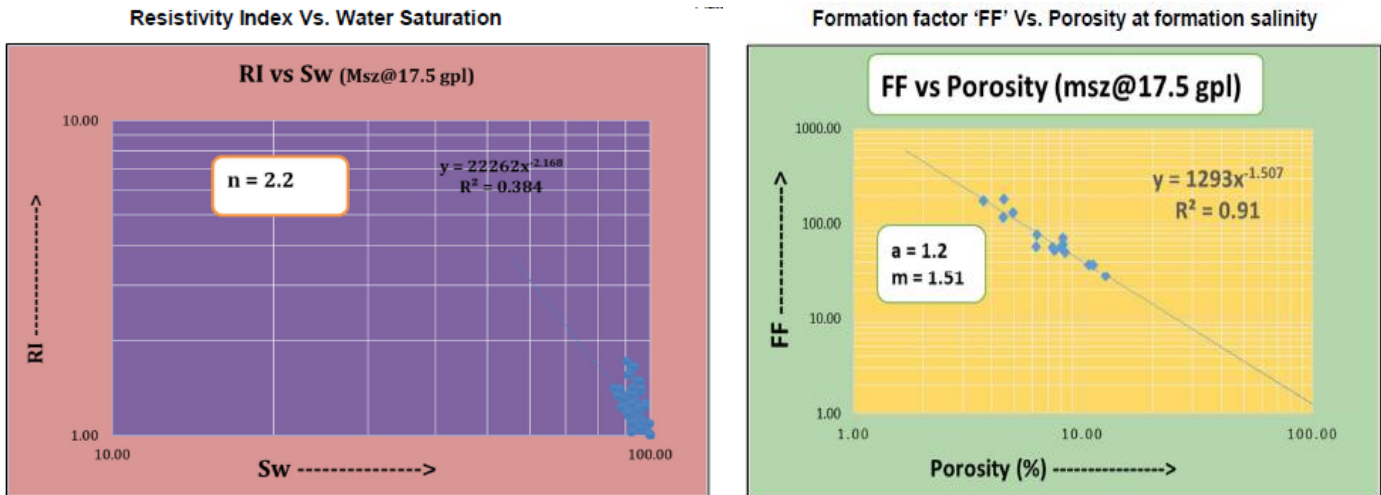 Resistivity Index Vs. Water Saturation
RI vs Sw (Msz@17.5 gpl)
10.00
n = 2.2
y = 22262x-2.168
R² = 0.384
RI ---------------->
1.00
10.00
100.00
Sw -------------->
Formation factor ‘FF’ Vs. Porosity at formation salinity
FF vs Porosity (msz@17.5 gpl)
1000.00
y = 1293x-1.507
R² = 0.91
100.00
a = 1.2
m = 1.51
FF ---------------->
10.00
1.00
1.00
10.00
100.00
Porosity (%) ---------------->